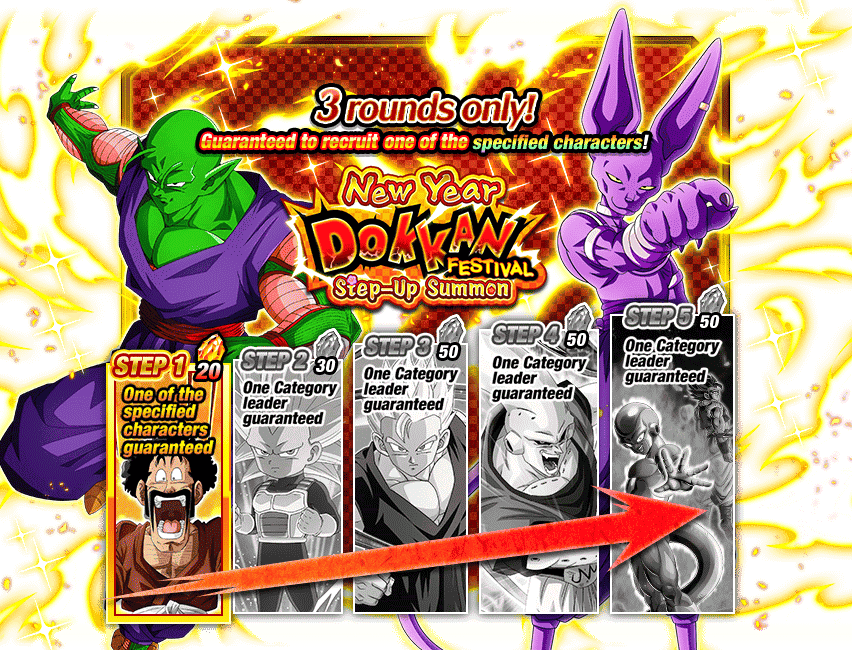 3 rounds only!
Guaranteed to recruit one of the specified characters!
New Year
DOKKAN
FESTIVAL
Step-Up Summon
STEP 1
20
One of the
specified
characters
guaranteed
STEP 2
30
One Category
leader
guaranteed
STEP 3
50
One Category
leader
guaranteed
STEP 4
50
One Category
leader
guaranteed
STEP 5
50
One Category
leader
guaranteed